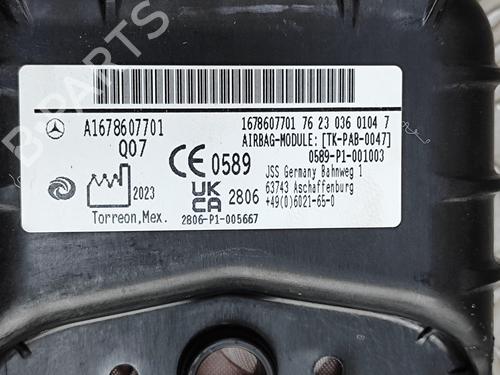 B-PARTS
A1678607701
Q07
1678607701 76 23 036 0104 7
AIRBAG-MODULE: [TK-PAB-0047]
0589-P1-001003
CE 0589
JSS Germany Bahnweg 1
63743 Aschaffenburg
+49(0)6021-65-0
2023
UK
CA
2806
Torreon,Mex.
2806-P1-005667